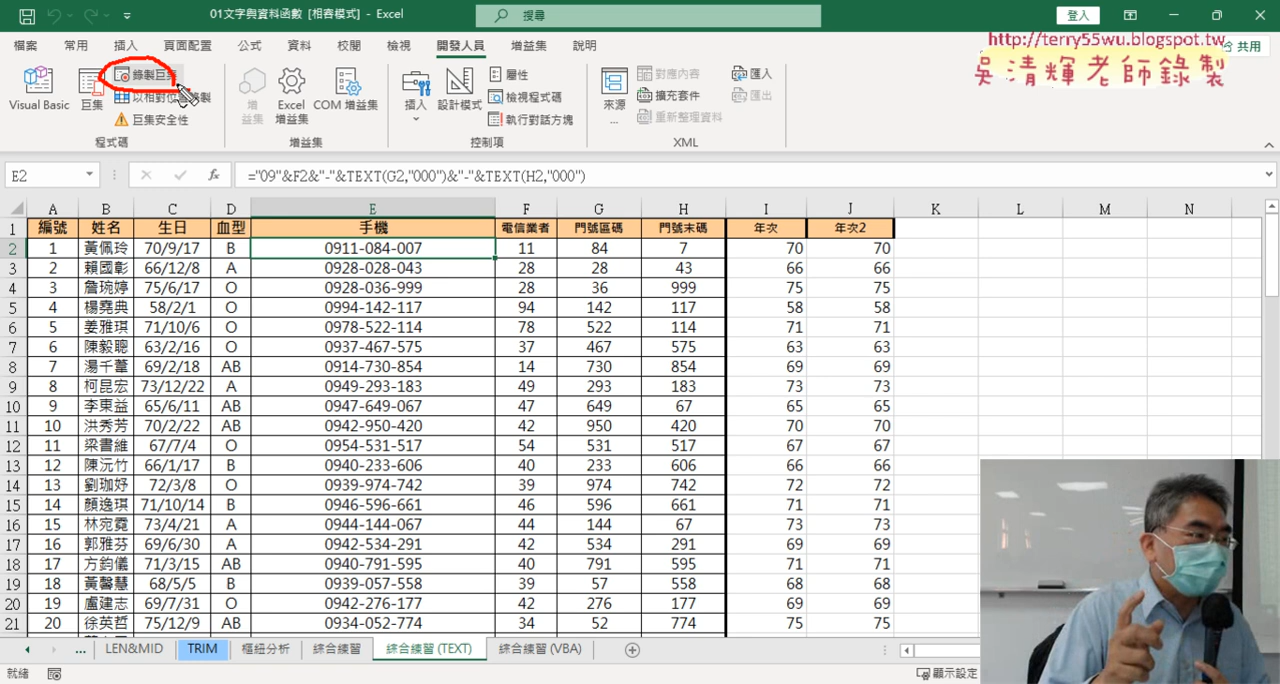 01文字與資料函數 [相容模式] - Excel
搜尋
登入
檔案 常用 插入 頁面配置 公式 資料 校閱 檢視 開發人員 增益集 說明
共用
http://terry55wu.blogspot.tw
吳清輝老師錄製
Visual Basic
巨集
錄製巨集
以相對位置錄製
巨集安全性
程式碼
增益集
Excel 增益集
COM 增益集
增益集
插入
設計模式
屬性
檢視程式碼
執行對話方塊
控制項
來源...
對應內容
擴充套件
重新整理資料
匯入
匯出
XML
E2
fx
="09"&F2&"-"&TEXT(G2,"000")&"-"&TEXT(H2,"000")
A B C D E F G H I J K L M N
1 編號 姓名 生日 血型 手機 電信業者 門號區碼 門號末碼 年次 年次2
2 1 黃佩玲 70/9/17 B 0911-084-007 11 84 7 70 70
3 2 賴國彰 66/12/8 A 0928-028-043 28 28 43 66 66
4 3 詹琬婷 75/6/17 O 0928-036-999 28 36 999 75 75
5 4 楊堯典 58/2/1 O 0994-142-117 94 142 117 58 58
6 5 姜雅琪 71/10/6 O 0978-522-114 78 522 114 71 71
7 6 陳毅聰 63/2/16 O 0937-467-575 37 467 575 63 63
8 7 湯千葦 69/2/18 AB 0914-730-854 14 730 854 69 69
9 8 柯昆宏 73/12/22 A 0949-293-183 49 293 183 73 73
10 9 李東益 65/6/11 AB 0947-649-067 47 649 67 65 65
11 10 洪秀芳 70/2/22 AB 0942-950-420 42 950 420 70 70
12 11 梁書維 67/7/4 O 0954-531-517 54 531 517 67 67
13 12 陳沅竹 66/1/17 B 0940-233-606 40 233 606 66 66
14 13 劉珈妤 72/3/8 O 0939-974-742 39 974 742 72 72
15 14 顏逸琪 71/10/14 B 0946-596-661 46 596 661 71 71
16 15 林宛霓 73/4/21 A 0944-144-067 44 144 67 73 73
17 16 郭雅芬 69/6/30 A 0942-534-291 42 534 291 69 69
18 17 方鈞儀 71/3/15 AB 0940-791-595 40 791 595 71 71
19 18 黃馨慧 68/5/5 B 0939-057-558 39 57 558 68 68
20 19 盧建志 69/7/31 O 0942-276-177 42 276 177 69 69
21 20 徐英哲 75/12/9 AB 0934-052-774 34 52 774 75 75
... LEN&MID TRIM 樞紐分析 綜合練習 綜合練習 (TEXT) 綜合練習 (VBA)
就緒
顯示設定